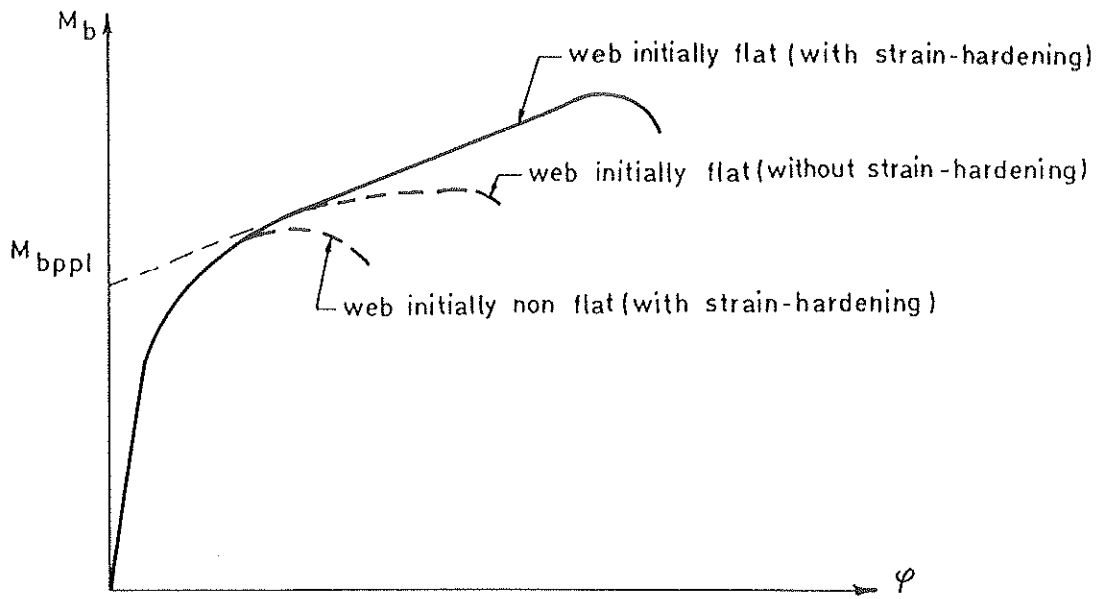 M_b
web initially flat (with strain-hardening)
web initially flat (without strain-hardening)
M_bppl
web initially non flat (with strain-hardening)
φ